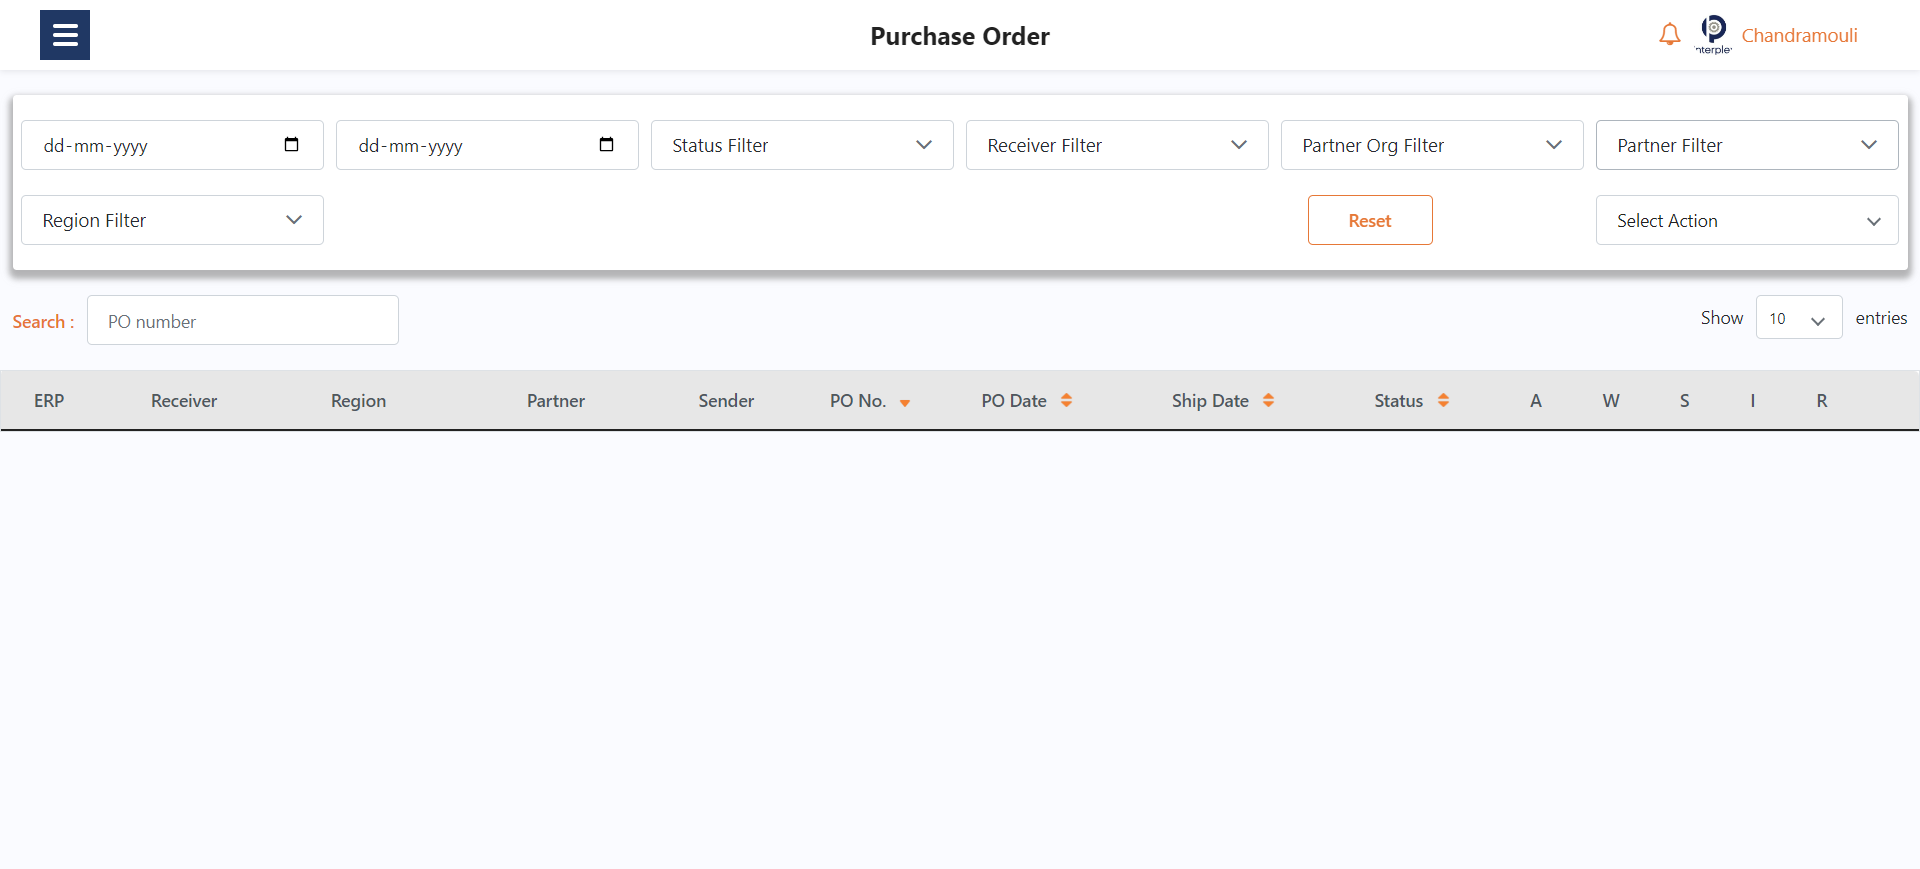 Purchase Order
Chandramouli
dd-mm-yyyy
dd-mm-yyyy
Status Filter
Receiver Filter
Partner Org Filter
Partner Filter
Region Filter
Reset
Select Action
Search :
PO number
Show 10 entries
ERP Receiver Region Partner Sender PO No. PO Date Ship Date Status A W S I R